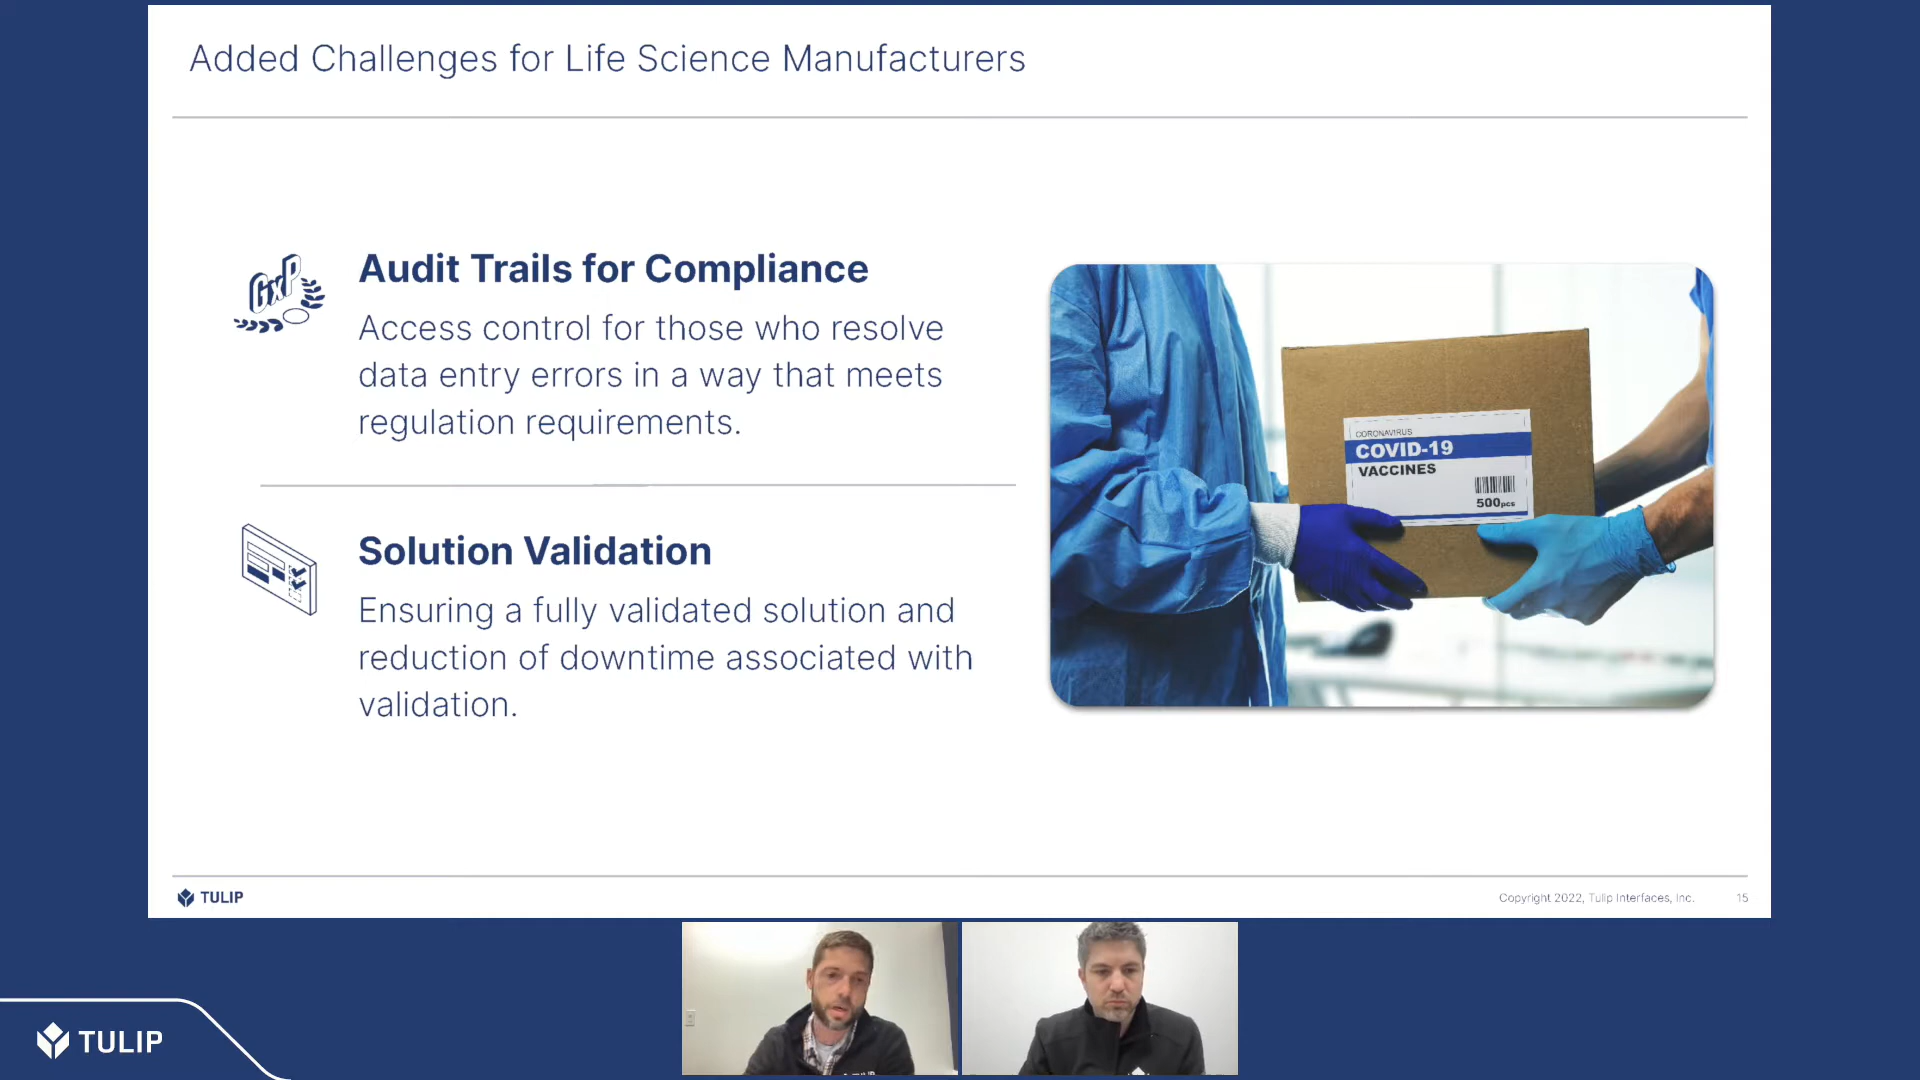 Added Challenges for Life Science Manufacturers
GxP
Audit Trails for Compliance
Access control for those who resolve
data entry errors in a way that meets
regulation requirements.
Solution Validation
Ensuring a fully validated solution and
reduction of downtime associated with
validation.
CORONAVIRUS
COVID-19
VACCINES
500pcs
TULIP
Copyright 2022, Tulip Interfaces, Inc.
15
TULIP